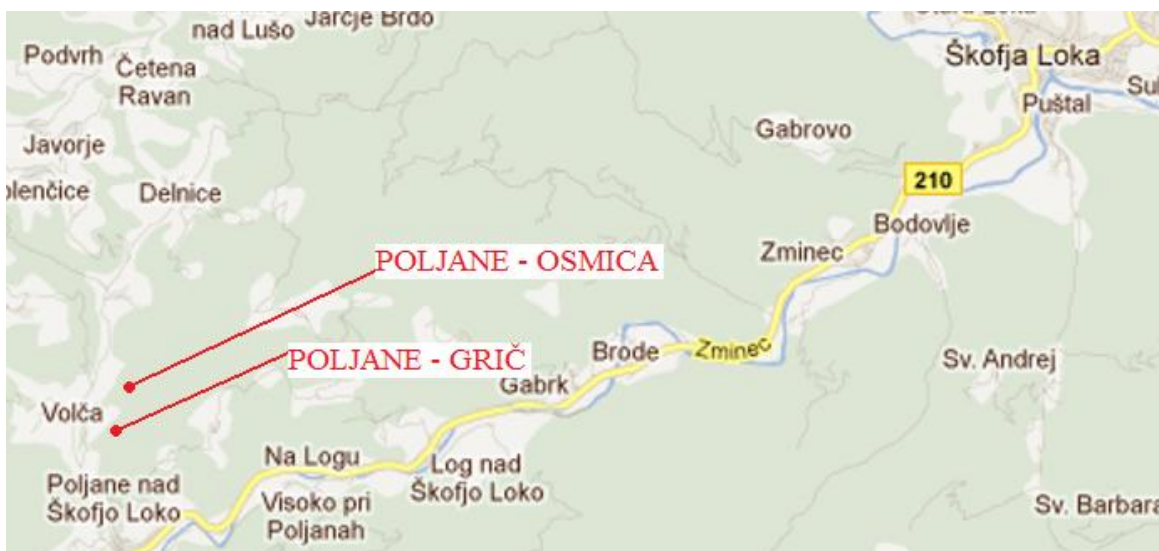 nad Lušo
Jarcje Brdo
Podvrh
Četena
Ravan
Javorje
olenčice
Delnice
Škofja Loka
Puštal
Gabrovo
210
Bodovlje
Zminec
POLJANE - OSMICA
POLJANE - GRIČ
Brode
Zminec
Gabrk
Sv. Andrej
Volča
Na Logu
Log nad
Škofjo Loko
Poljane nad
Škofjo Loko
Visoko pri
Poljanah
Sv. Barbara